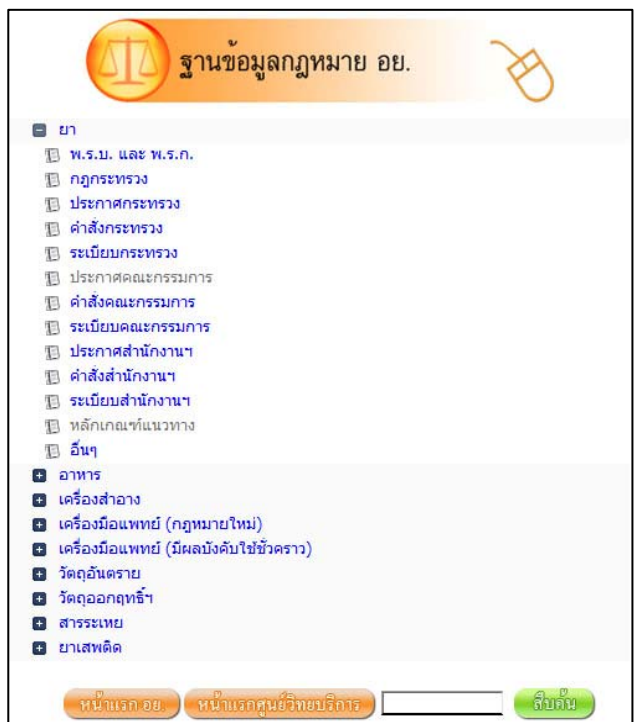 ฐานข้อมูลกฎหมาย อย.
ยา
พ.ร.บ. และ พ.ร.ก.
กฎกระทรวง
ประกาศกระทรวง
คำสั่งกระทรวง
ระเบียบกระทรวง
ประกาศคณะกรรมการ
คำสั่งคณะกรรมการ
ระเบียบคณะกรรมการ
ประกาศสำนักงานฯ
คำสั่งสำนักงานฯ
ระเบียบสำนักงานฯ
หลักเกณฑ์แนวทาง
อื่นๆ
อาหาร
เครื่องสำอาง
เครื่องมือแพทย์ (กฎหมายใหม่)
เครื่องมือแพทย์ (มีผลบังคับใช้ชั่วคราว)
วัตถุอันตราย
วัตถุออกฤทธิ์ฯ
สารระเหย
ยาเสพติด
หน้าแรก อย. หน้าแรกศูนย์วิทยบริการ สืบค้น